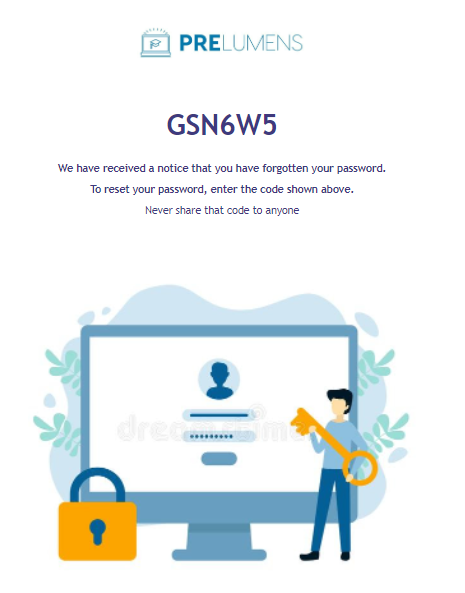 PRELUMENS
GSN6W5
We have received a notice that you have forgotten your password.
To reset your password, enter the code shown above.
Never share that code to anyone